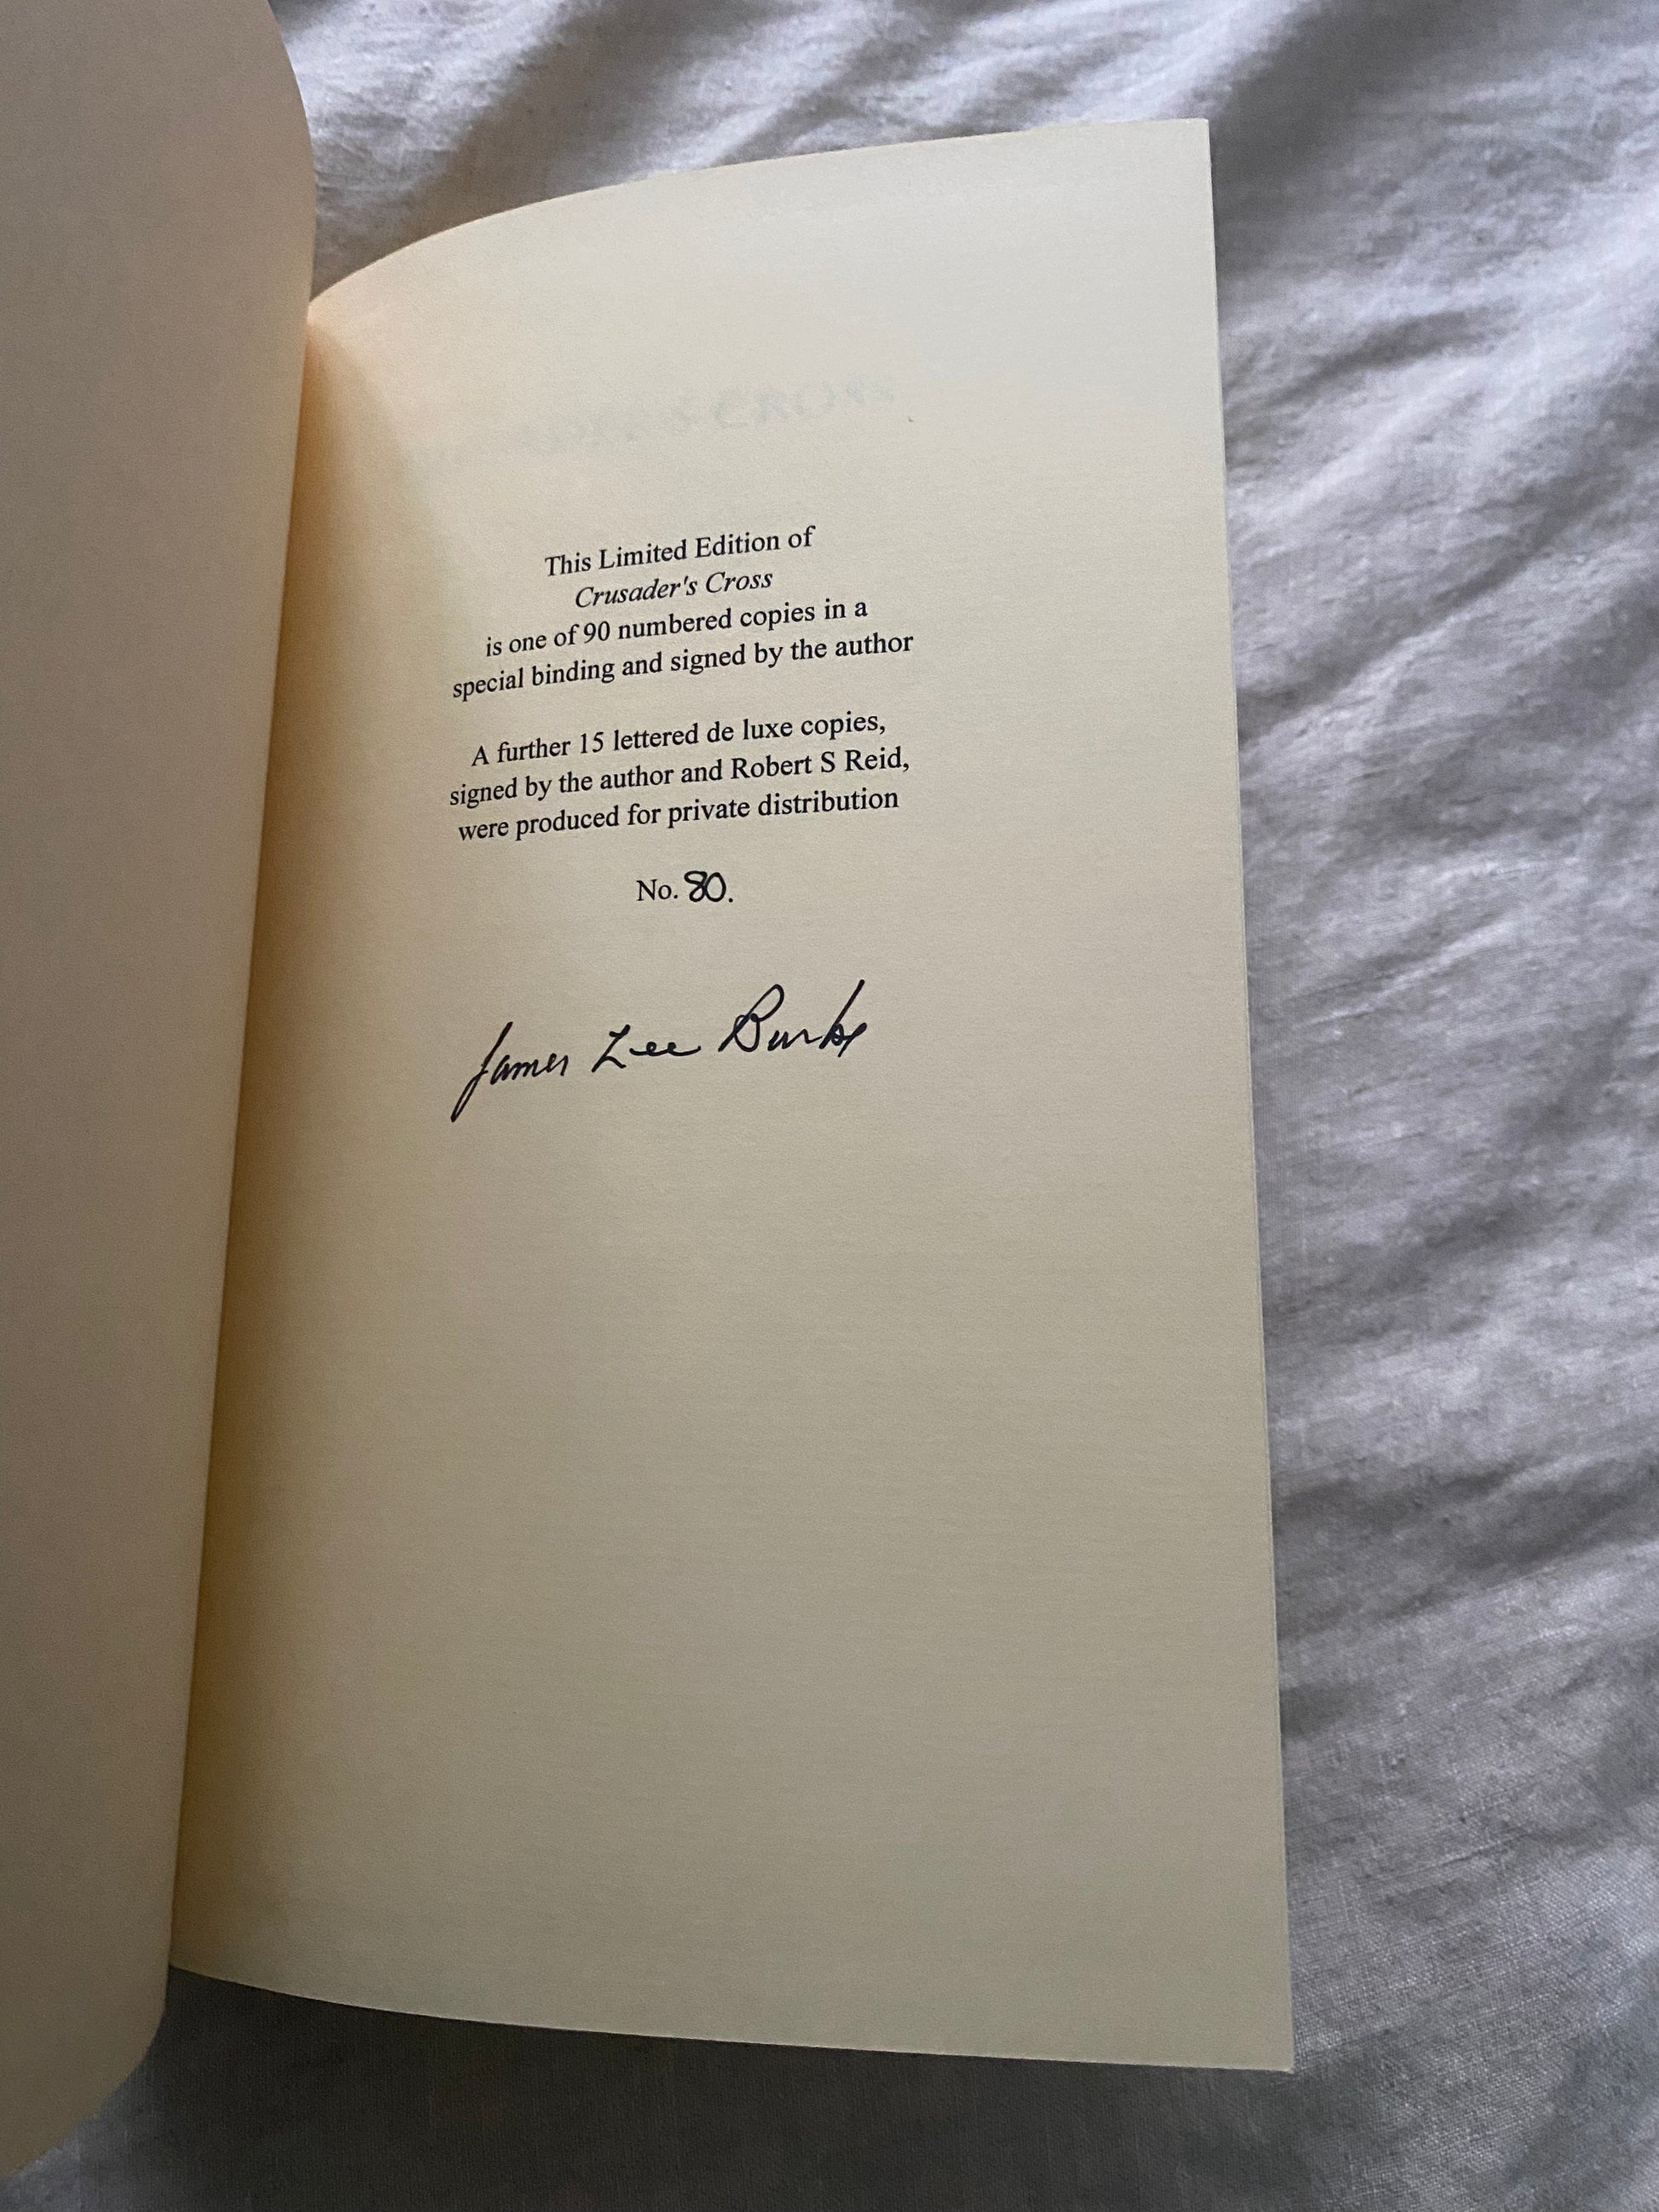 This Limited Edition of
Crusader's Cross
is one of 90 numbered copies in a
special binding and signed by the author
A further 15 lettered de luxe copies,
signed by the author and Robert S Reid,
were produced for private distribution
No. 80.
James Lee Burke